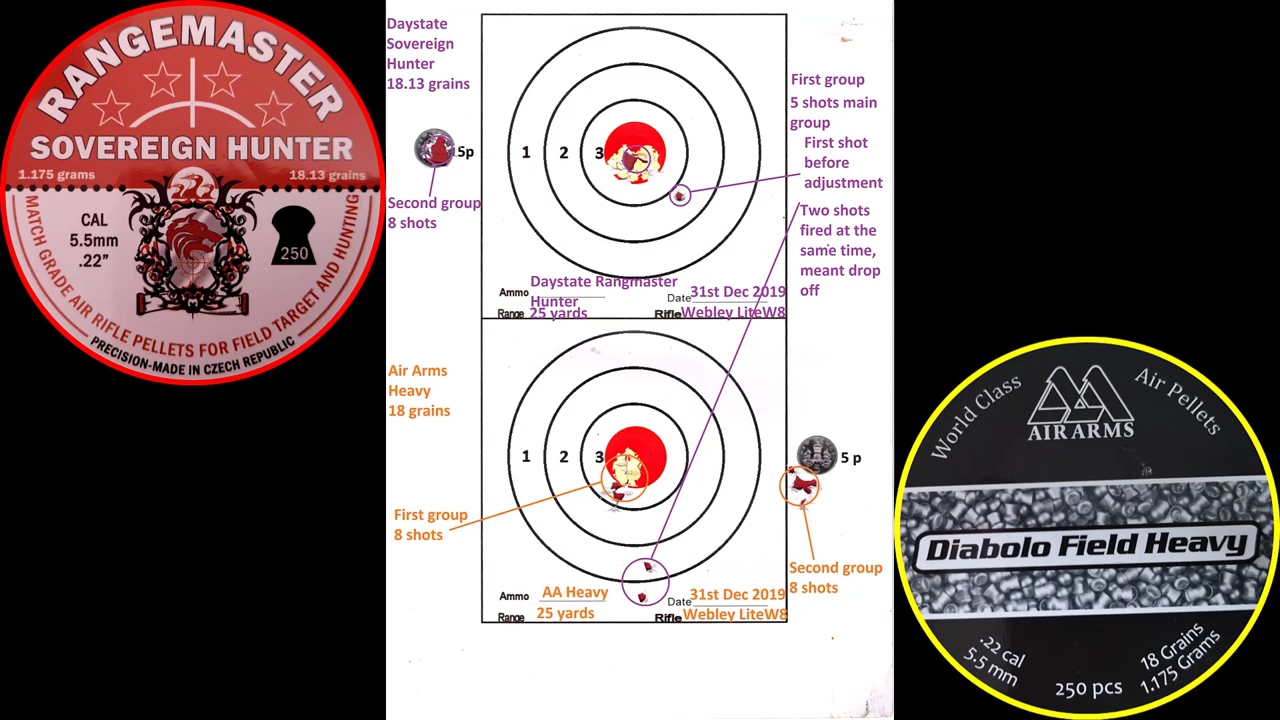 RANGEMASTER
SOVEREIGN HUNTER
1.175 grams
18.13 grains
CAL
5.5mm
.22”
250
MATCH GRADE AIR RIFLE PELLETS FOR FIELD TARGET AND HUNTING
PRECISION-MADE IN CZECH REPUBLIC
Daystate
Sovereign
Hunter
18.13 grains
5p
Second group
8 shots
1 2 3
First group
5 shots main
group
First shot
before
adjustment
Two shots
fired at the
same time,
meant drop
off
Ammo Daystate Rangmaster
Hunter
Date 31st Dec 2019
Range 25 yards
Rifle Webley LiteW8
Air Arms
Heavy
18 grains
1 2 3
5 p
First group
8 shots
Second group
8 shots
Ammo AA Heavy
Date 31st Dec 2019
Range 25 yards
Rifle Webley LiteW8
World Class
Air Pellets
AIR ARMS
Diabolo Field Heavy
.22 cal
5.5 mm
250 pcs
18 Grains
1.175 Grams